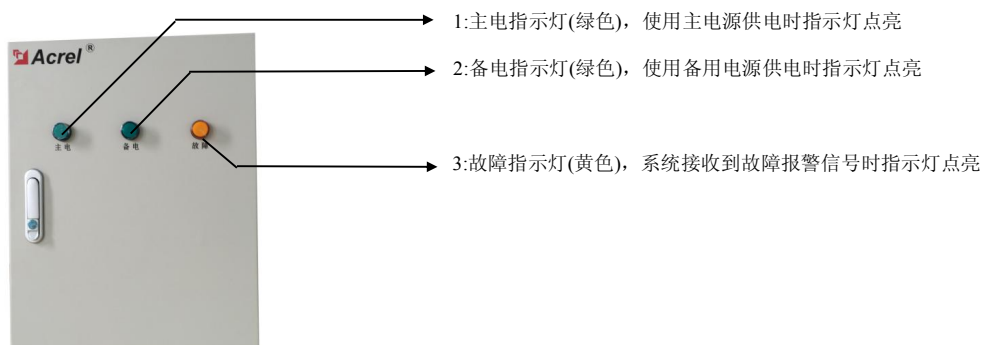 Acrel®
1:主电指示灯(绿色)，使用主电源供电时指示灯点亮
2:备电指示灯(绿色)，使用备用电源供电时指示灯点亮
主电
备电
故障
3:故障指示灯(黄色)，系统接收到故障报警信号时指示灯点亮